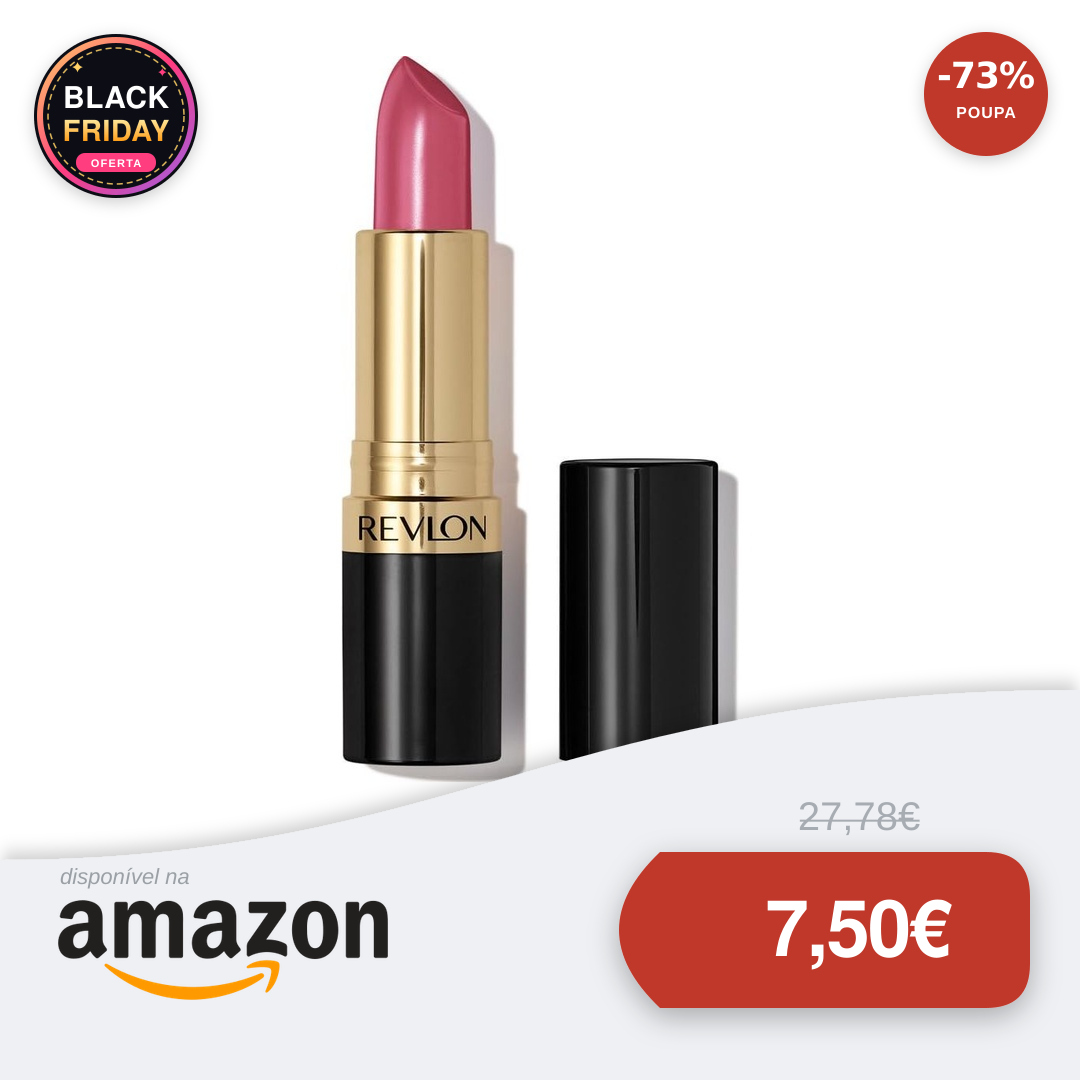 BLACK
FRIDAY
OFERTA
-73%
POUPA
REVLON
27,78€
disponível na
amazon
7,50€